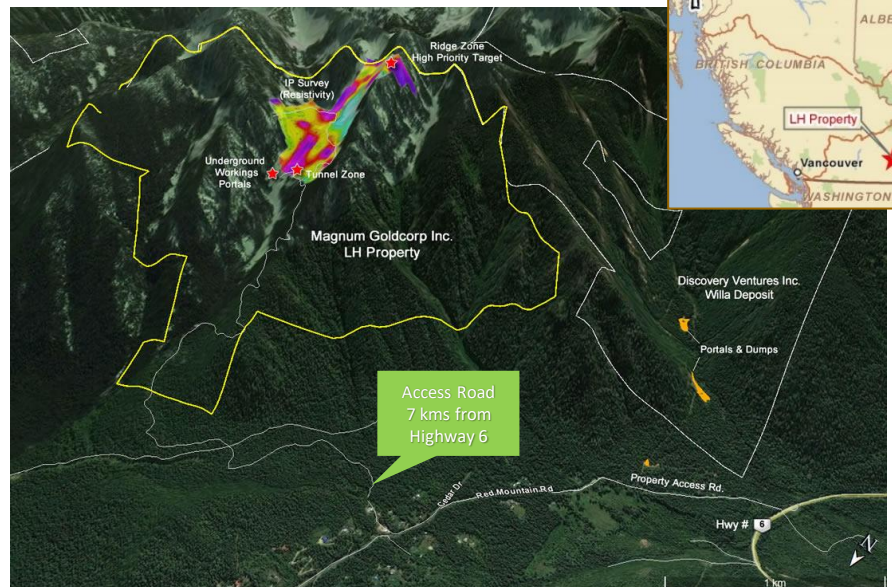 Ridge Zone
High Priority Target
IP Survey
(Resistivity)
Underground
Workings
Portals
Tunnel Zone
Magnum Goldcorp Inc.
LH Property
Discovery Ventures Inc.
Willa Deposit
Portals & Dumps
Access Road
7 kms from
Highway 6
Cedar Dr
Red Mountain Rd
Property Access Rd.
Hwy # 6
N
1 km
ALBE
BRITISH COLUMBIA
LH Property
Vancouver
WASHINGTON